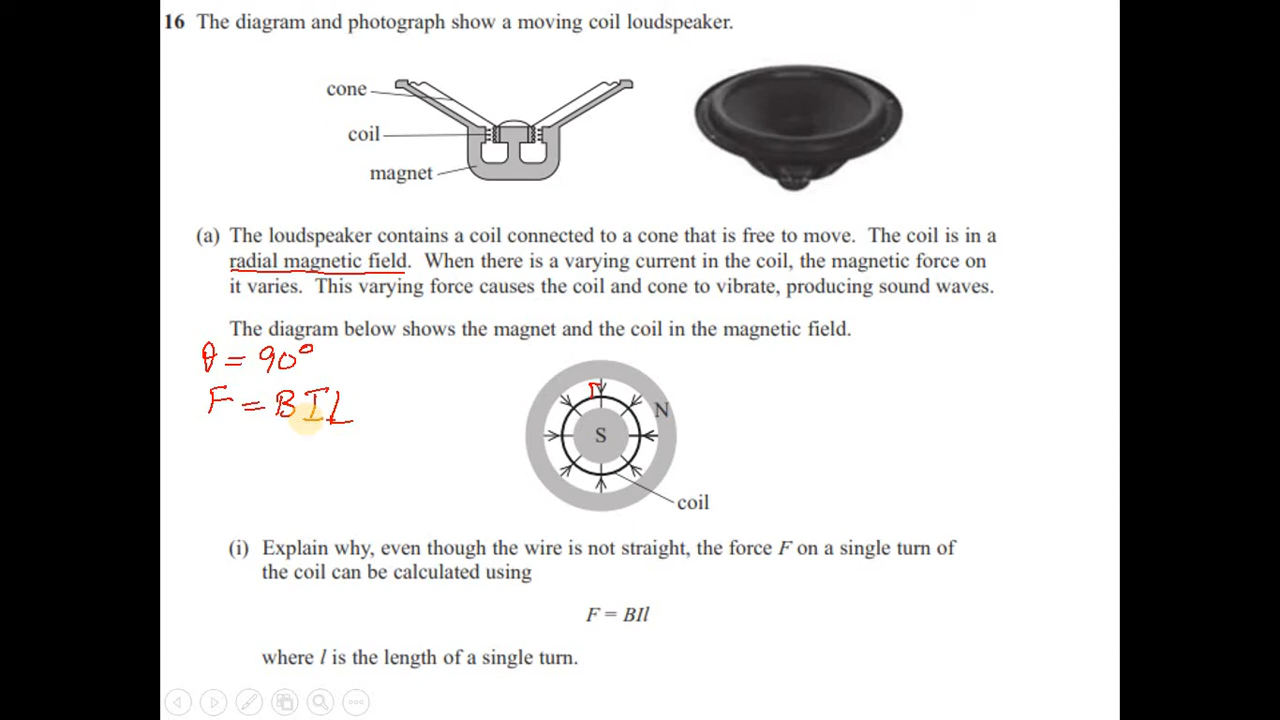 16 The diagram and photograph show a moving coil loudspeaker.
cone
coil
magnet
(a) The loudspeaker contains a coil connected to a cone that is free to move. The coil is in a
radial magnetic field. When there is a varying current in the coil, the magnetic force on
it varies. This varying force causes the coil and cone to vibrate, producing sound waves.
The diagram below shows the magnet and the coil in the magnetic field.
θ = 90°
F = BIL
N
S
coil
(i) Explain why, even though the wire is not straight, the force F on a single turn of
the coil can be calculated using
F = BIl
where l is the length of a single turn.